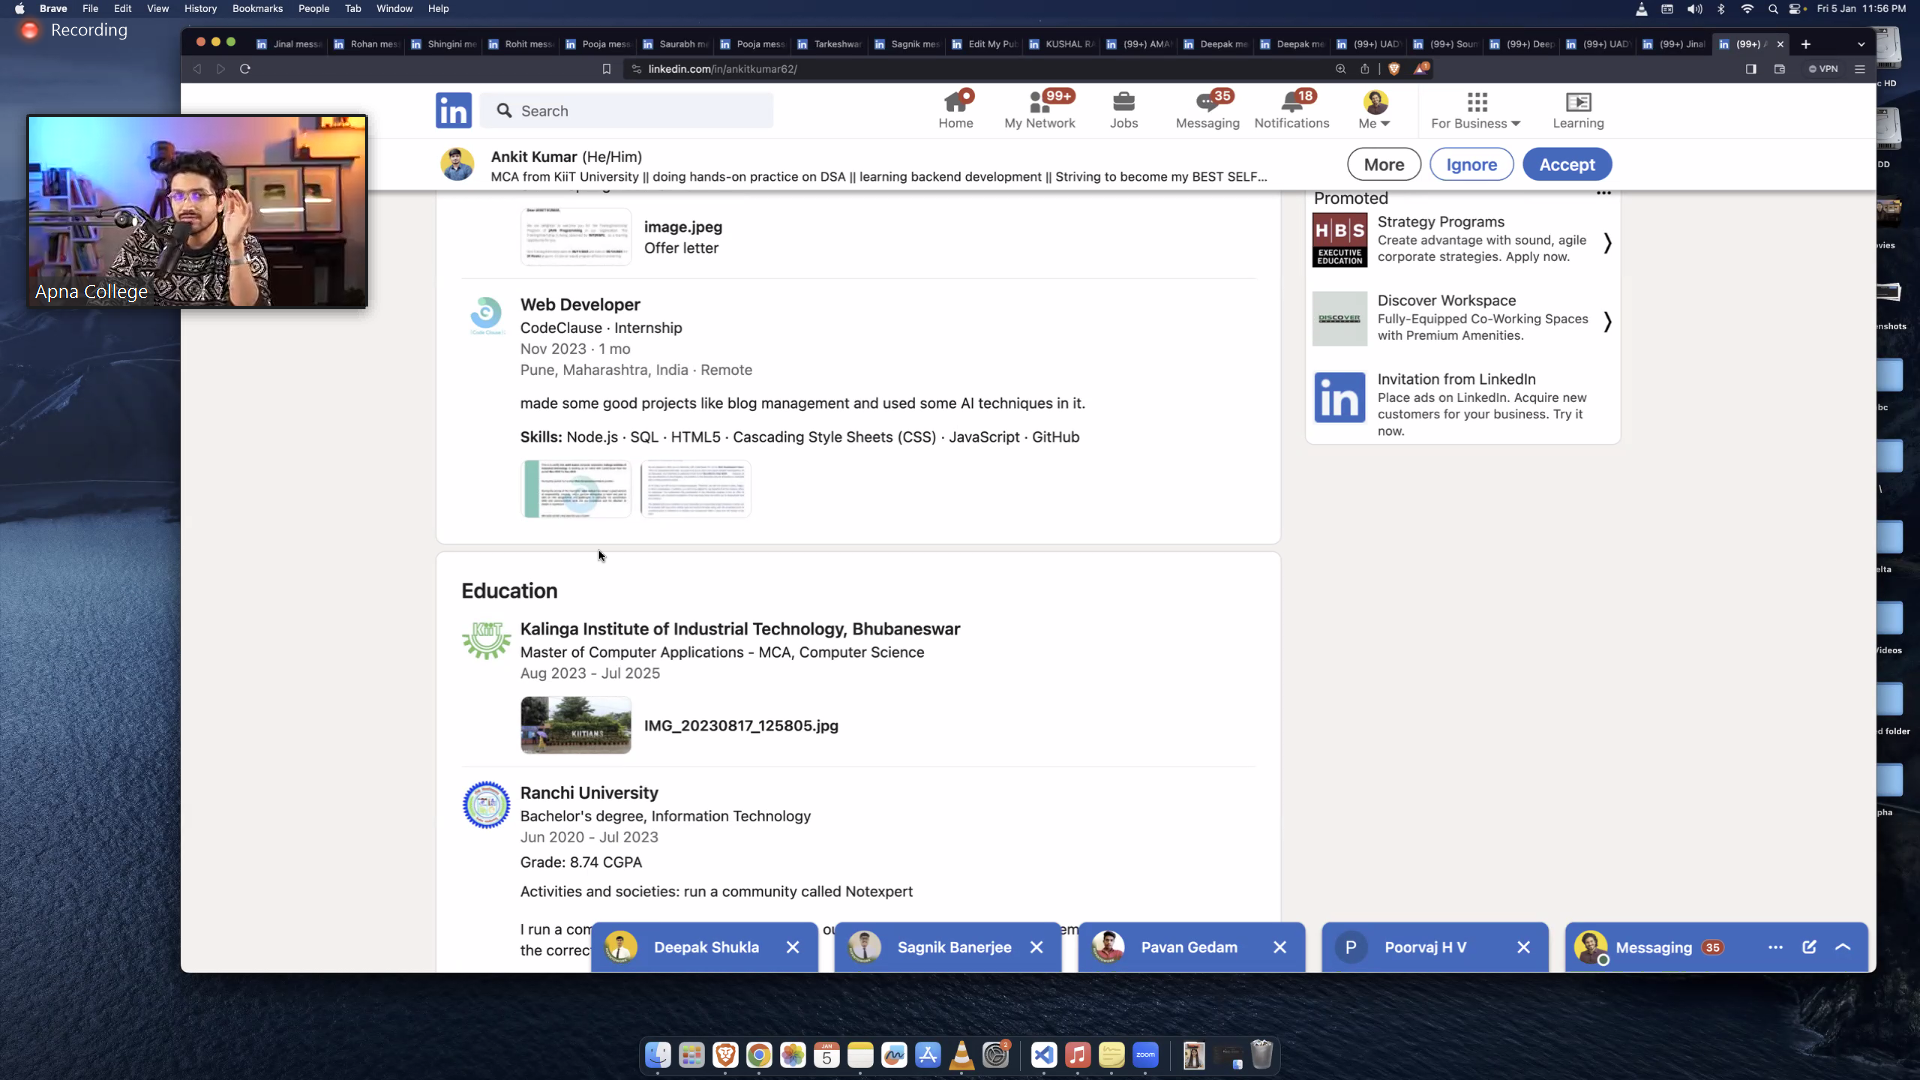 Brave File Edit View History Bookmarks People Tab Window Help
Fri 5 Jan 11:56 PM
Recording
Jinal mess
Rohan mes
Shingini me
Rohit mess
Pooja mes
Saurabh me
Pooja mess
Tarkeshwar
Sagnik mes
Edit My Pu
KUSHAL RA
(99+) AMA
Deepak me
Deepak me
(99+) UAD
(99+) Soun
(99+) Deep
(99+) UAD
(99+) Jinal
(99+) A
linkedin.com/in/ankitkumar62/
VPN
in
Search
Home
99+
My Network
Jobs
35
Messaging
18
Notifications
Me
For Business
Learning
Ankit Kumar (He/Him)
MCA from KiiT University || doing hands-on practice on DSA || learning backend development || Striving to become my BEST SELF...
More
Ignore
Accept
Apna College
image.jpeg
Offer letter
Web Developer
CodeClause · Internship
Nov 2023 · 1 mo
Pune, Maharashtra, India · Remote
made some good projects like blog management and used some AI techniques in it.
Skills: Node.js · SQL · HTML5 · Cascading Style Sheets (CSS) · JavaScript · GitHub
Education
KiiT
Kalinga Institute of Industrial Technology, Bhubaneswar
Master of Computer Applications - MCA, Computer Science
Aug 2023 - Jul 2025
KIITIANS
IMG_20230817_125805.jpg
Ranchi University
Bachelor's degree, Information Technology
Jun 2020 - Jul 2023
Grade: 8.74 CGPA
Activities and societies: run a community called Notexpert
I run a com
the correc
Promoted
HBS
EXECUTIVE
EDUCATION
Strategy Programs
Create advantage with sound, agile
corporate strategies. Apply now.
DISCOVER
Discover Workspace
Fully-Equipped Co-Working Spaces
with Premium Amenities.
in
Invitation from LinkedIn
Place ads on LinkedIn. Acquire new
customers for your business. Try it
now.
Deepak Shukla
Sagnik Banerjee
Pavan Gedam
P
Poorvaj H V
Messaging 35
JAN
5
zoom